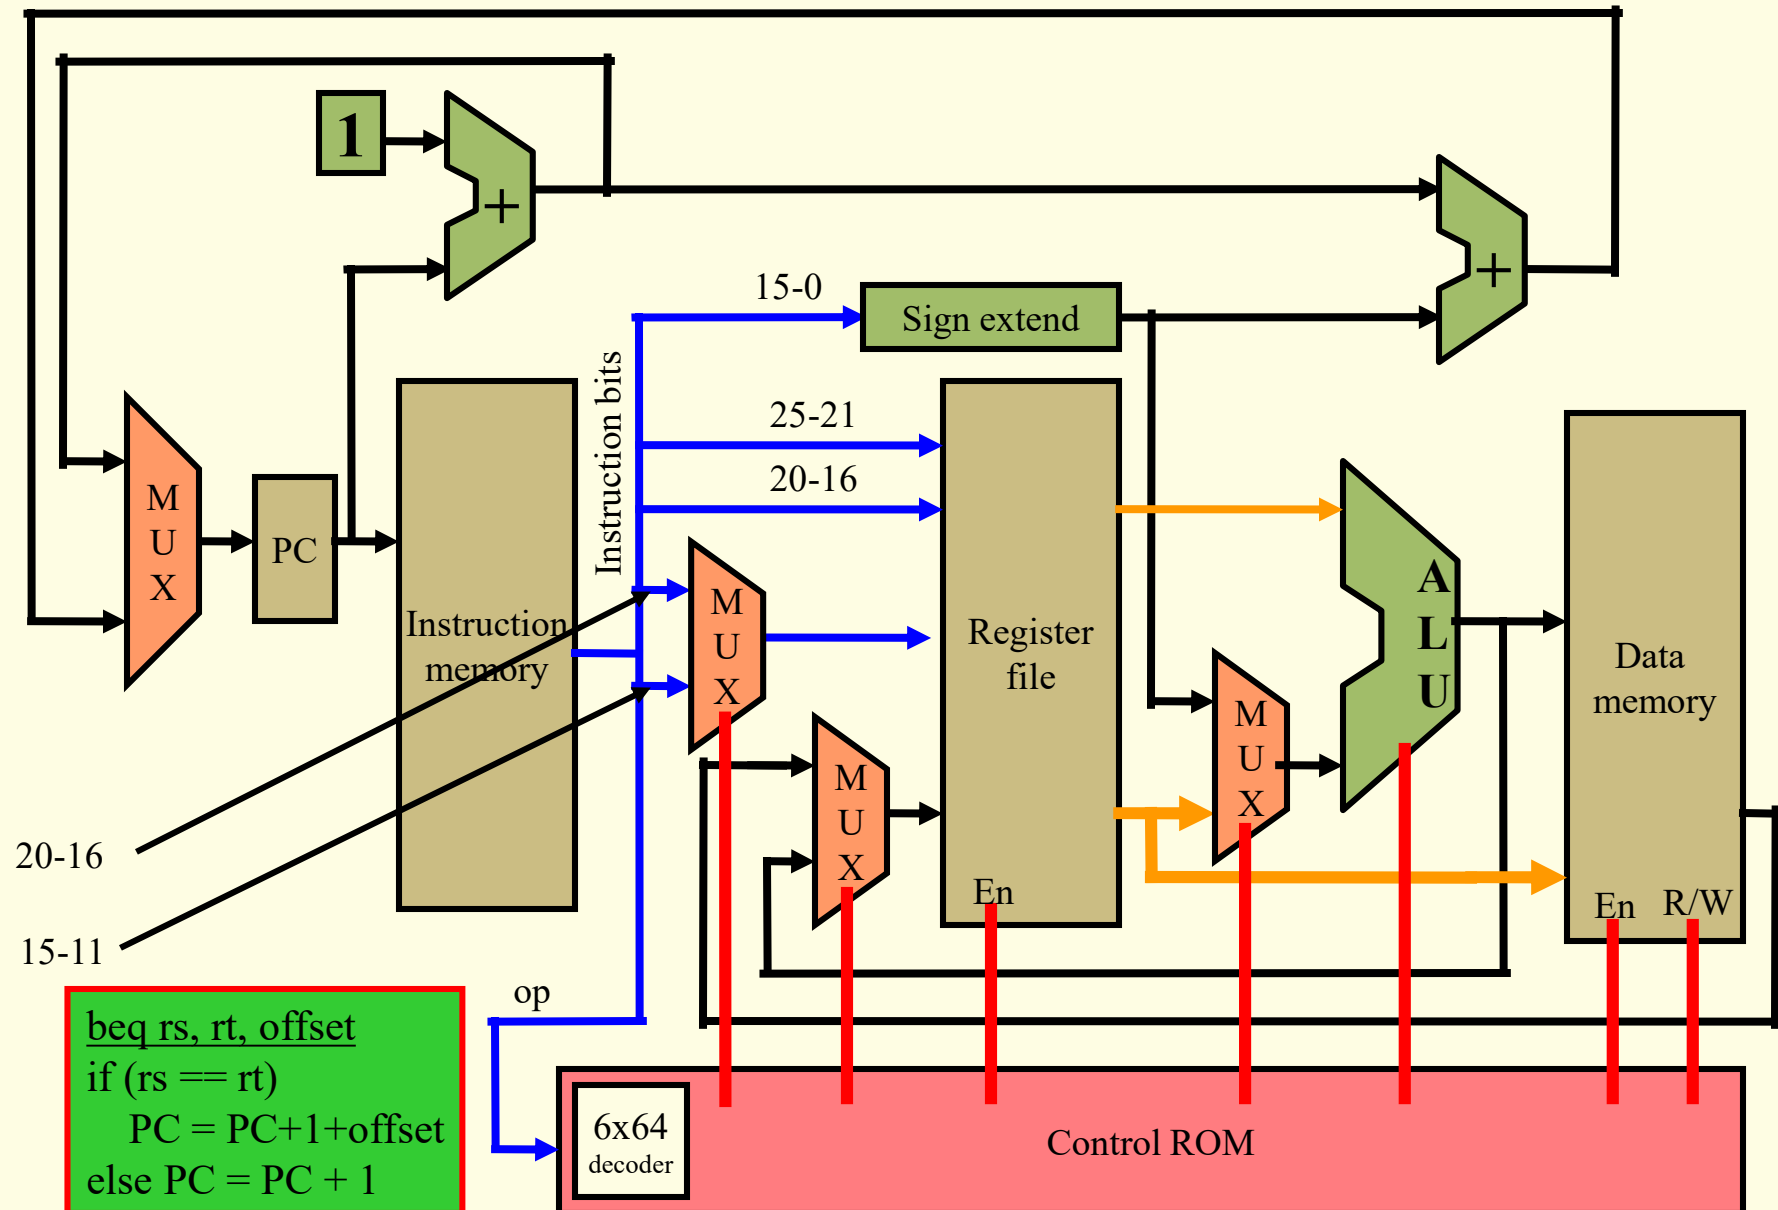 1
+
+
15-0
Sign extend
Instruction bits
25-21
20-16
M
U
X
PC
Instruction
memory
M
U
X
Register
file
En
M
U
X
M
U
X
A
L
U
Data
memory
En R/W
20-16
15-11
op
beq rs, rt, offset
if (rs == rt)
PC = PC+1+offset
else PC = PC + 1
6x64
decoder
Control ROM